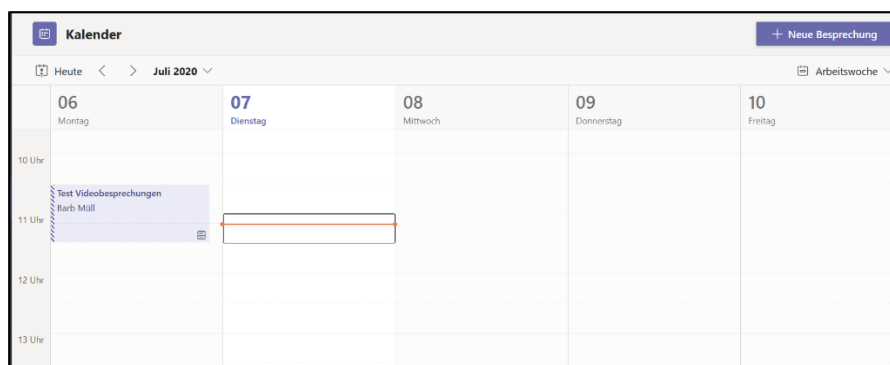 Kalender
+ Neue Besprechung
Heute
Juli 2020
Arbeitswoche
06
Montag
07
Dienstag
08
Mittwoch
09
Donnerstag
10
Freitag
10 Uhr
Test Videobesprechungen
Barb Müll
11 Uhr
12 Uhr
13 Uhr